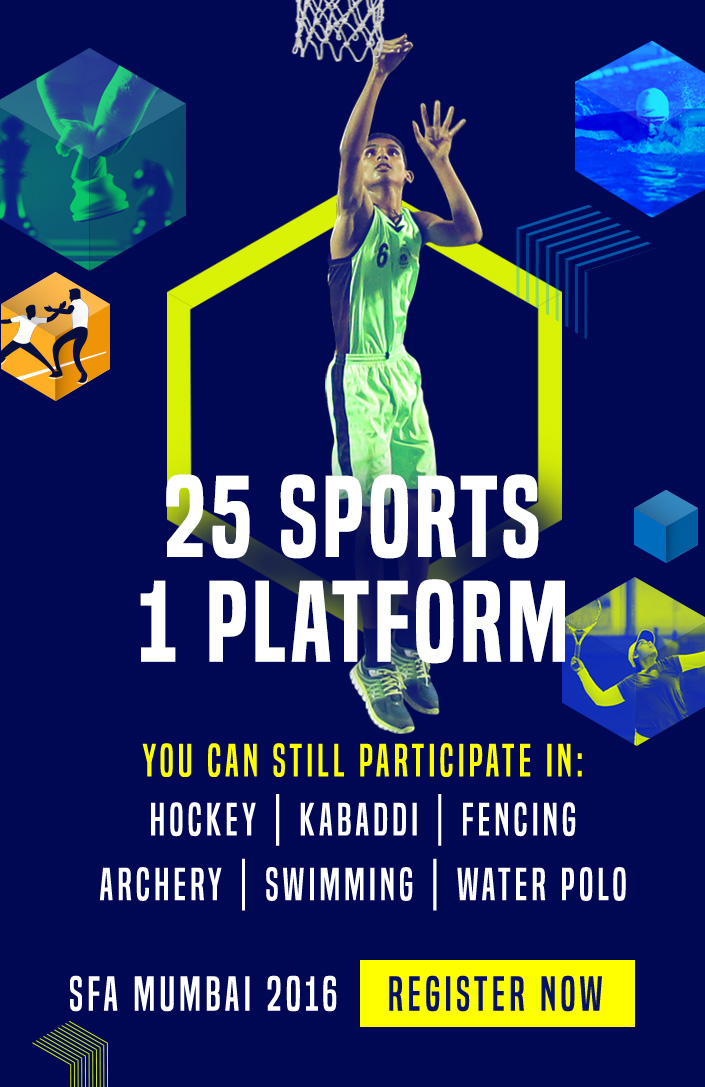 6
25 SPORTS
1 PLATFORM
YOU CAN STILL PARTICIPATE IN:
HOCKEY | KABADDI | FENCING
ARCHERY | SWIMMING | WATER POLO
SFA MUMBAI 2016 REGISTER NOW